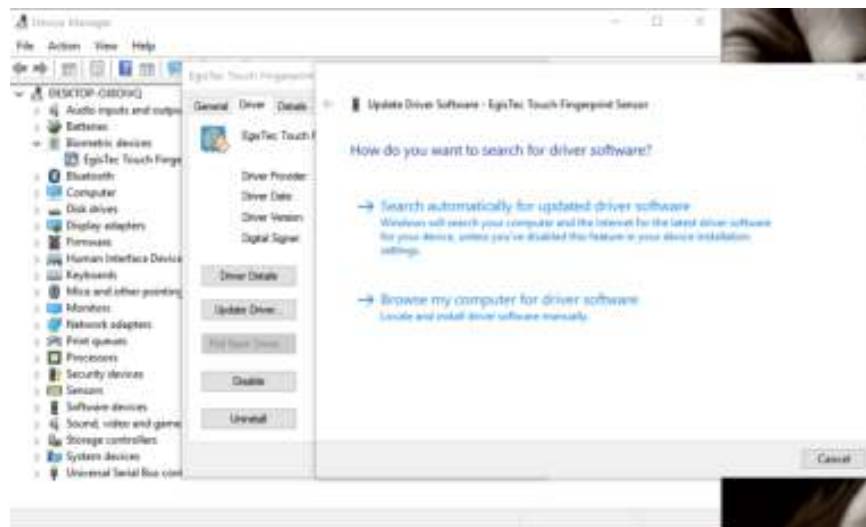 Device Manager
File Action View Help
Audio inputs and outpu
Batteries
Biometric devices
EgisTec Touch Finge
Bluetooth
Computer
Disk drives
Display adapters
Firmware
Human Interface Device
Keyboards
Mice and other pointing
Monitors
Network adapters
Print queues
Processors
Security devices
Sensors
Software devices
Sound, video and game
Storage controllers
System devices
Universal Serial Bus cont
EgisTec Touch Fingerprint
General Driver Details
EgisTec Touch F
Driver Provider
Driver Date
Driver Version
Digital Signer
Driver Details
Update Driver...
Roll Back Driver
Disable
Uninstall
Update Driver Software - EgisTec Touch Fingerprint Sensor
How do you want to search for driver software?
Search automatically for updated driver software
Windows will search your computer and the Internet for the latest driver software
for your device, unless you've disabled this feature in your device installation
settings.
Browse my computer for driver software
Locate and install driver software manually.
Cancel